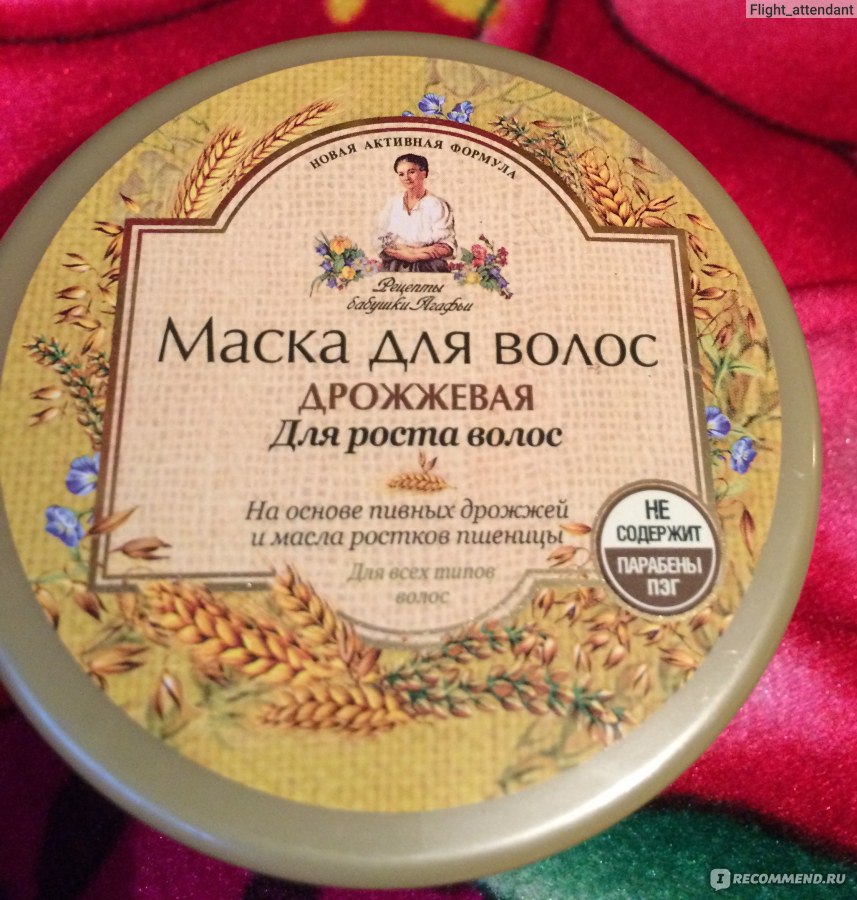 Flight_attendant
НОВАЯ АКТИВНАЯ ФОРМУЛА
Рецепты
бабушки Агафьи
Маска для волос
ДРОЖЖЕВАЯ
Для роста волос
На основе пивных дрожжей
и масла ростков пшеницы
Для всех типов
волос
НЕ
СОДЕРЖИТ
ПАРАБЕНЫ
ПЭГ
IRECOMMEND.RU